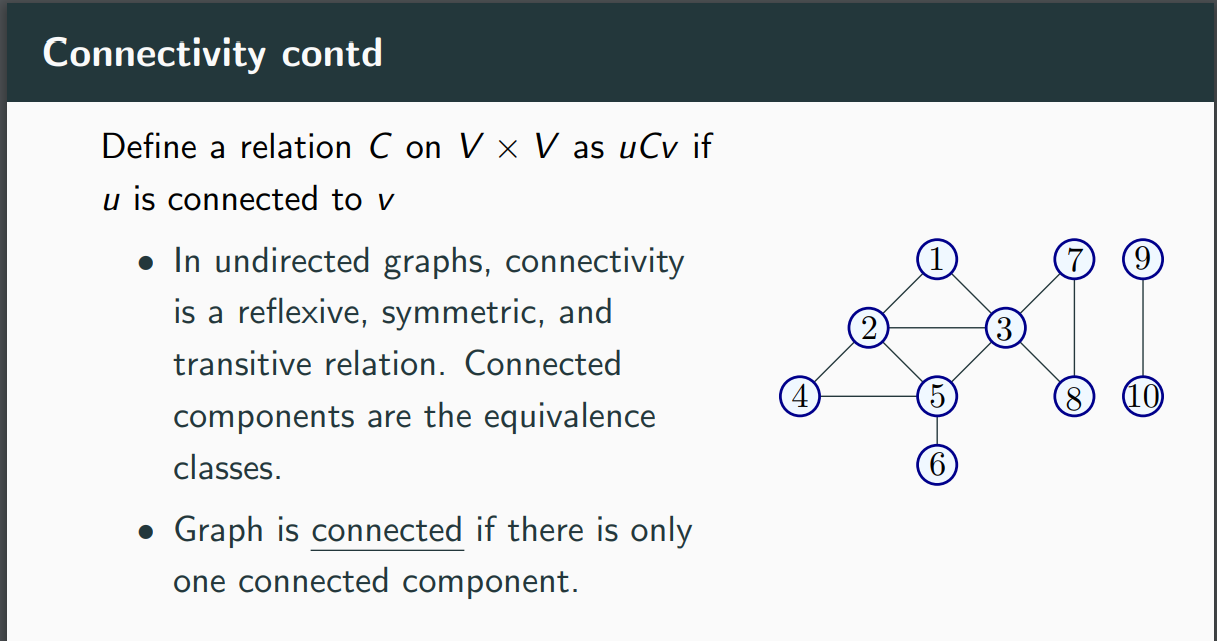 Connectivity contd
Define a relation C on V × V as uCv if
u is connected to v
• In undirected graphs, connectivity
is a reflexive, symmetric, and
transitive relation. Connected
components are the equivalence
classes.
• Graph is connected if there is only
one connected component.
1 7 9
2 3
4 5 8 10
6